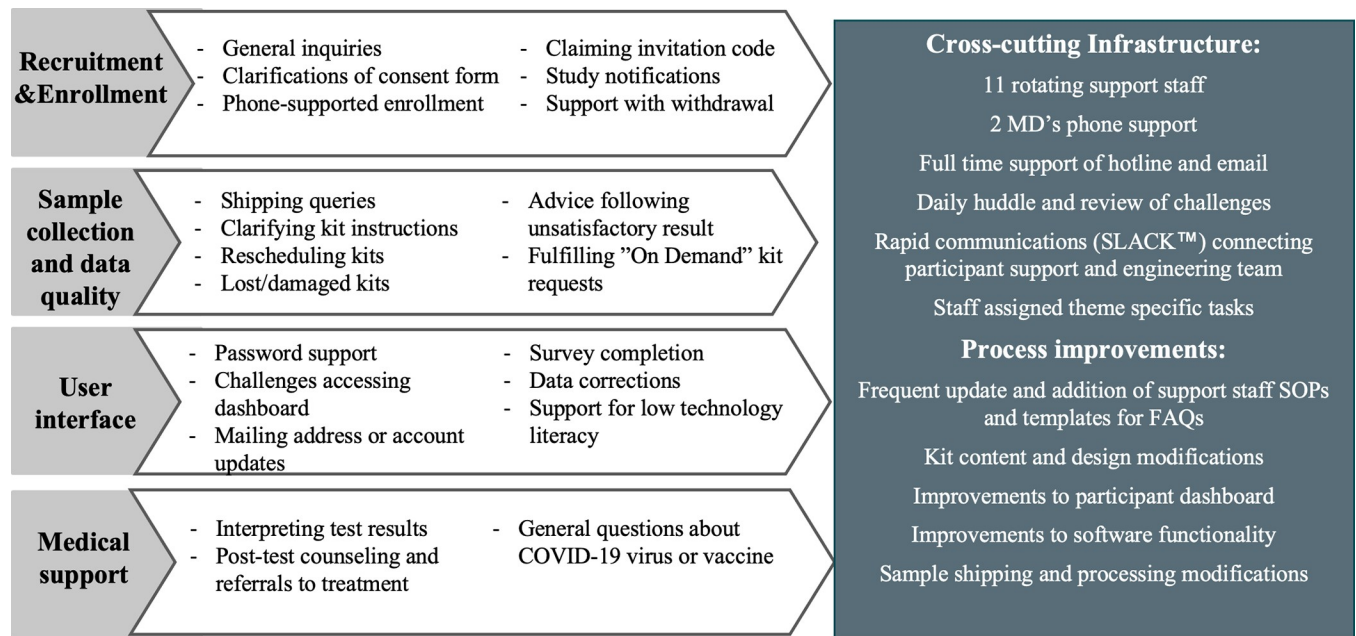 Recruitment
&Enrollment
- General inquiries
- Clarifications of consent form
- Phone-supported enrollment
- Claiming invitation code
- Study notifications
- Support with withdrawal
Sample
collection
and data
quality
- Shipping queries
- Clarifying kit instructions
- Rescheduling kits
- Lost/damaged kits
- Advice following
unsatisfactory result
- Fulfilling ”On Demand” kit
requests
User
interface
- Password support
- Challenges accessing
dashboard
- Mailing address or account
updates
- Survey completion
- Data corrections
- Support for low technology
literacy
Medical
support
- Interpreting test results
- Post-test counseling and
referrals to treatment
- General questions about
COVID-19 virus or vaccine
Cross-cutting Infrastructure:
11 rotating support staff
2 MD’s phone support
Full time support of hotline and email
Daily huddle and review of challenges
Rapid communications (SLACK™) connecting
participant support and engineering team
Staff assigned theme specific tasks
Process improvements:
Frequent update and addition of support staff SOPs
and templates for FAQs
Kit content and design modifications
Improvements to participant dashboard
Improvements to software functionality
Sample shipping and processing modifications